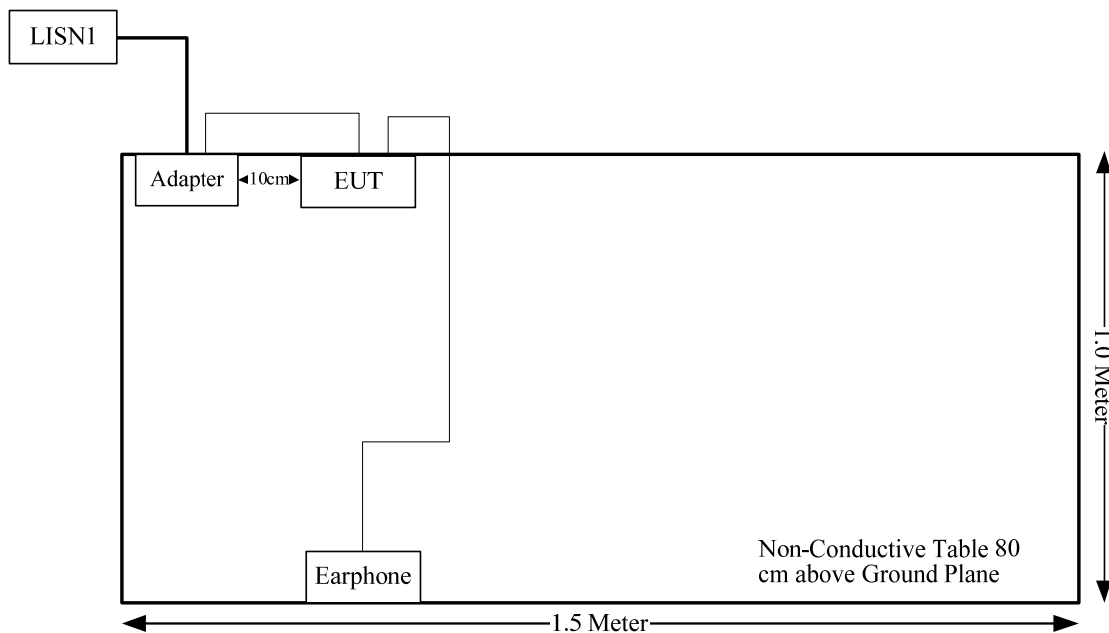 LISN1
Adapter
10cm
EUT
1.0 Meter
Earphone
Non-Conductive Table 80
cm above Ground Plane
1.5 Meter